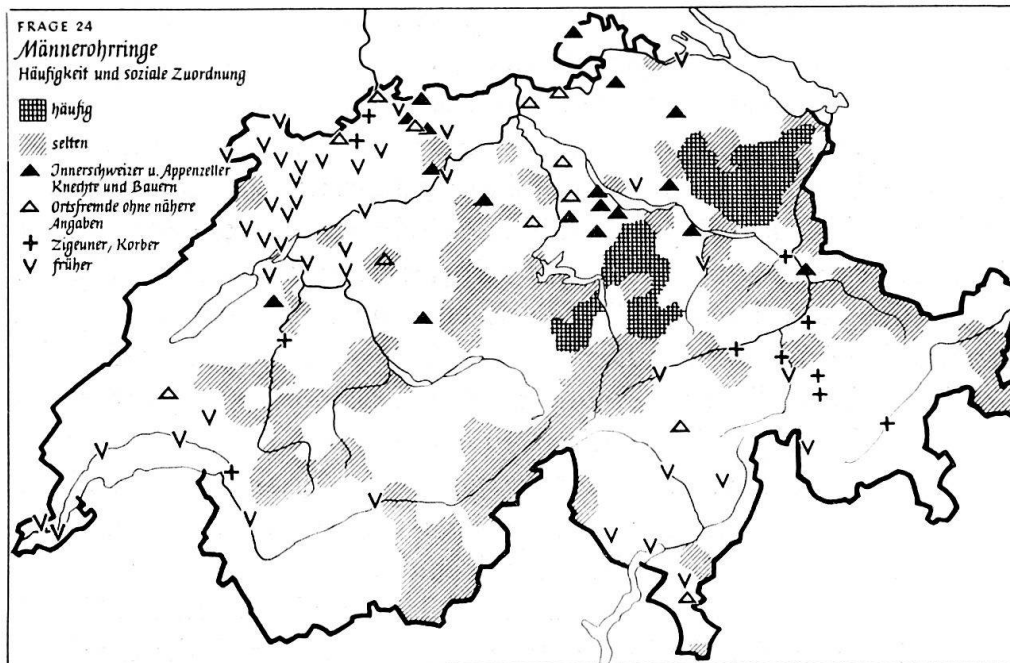 FRAGE 24
Männerohrringe
Häufigkeit und soziale Zuordnung
häufig
selten
Innerschweizer u. Appenzeller
Knechte und Bauern
Ortsfremde ohne nähere
Angaben
Zigeuner, Korber
früher